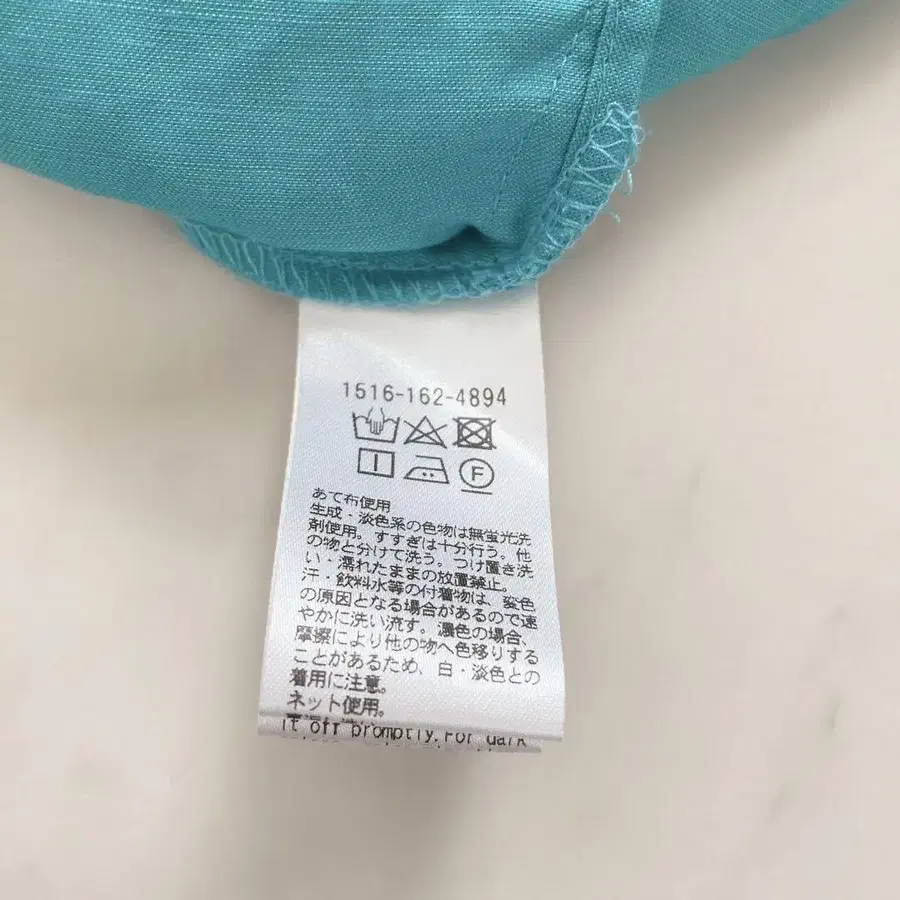 1516-162-4894
F
あて布使用
生成・淡色系の色物は無蛍光洗
剤使用。すすぎは十分行う。他
の物と分けて洗う。つけ置き洗
い・濡れたままの放置禁止。
汗・飲料水等の付着物は、変色
の原因となる場合があるので速
やかに洗い流す。濃色の場合、
摩擦により他の物へ色移りする
ことがあるため、白・淡色との
着用に注意。
ネット使用。
it off promptly.For dark